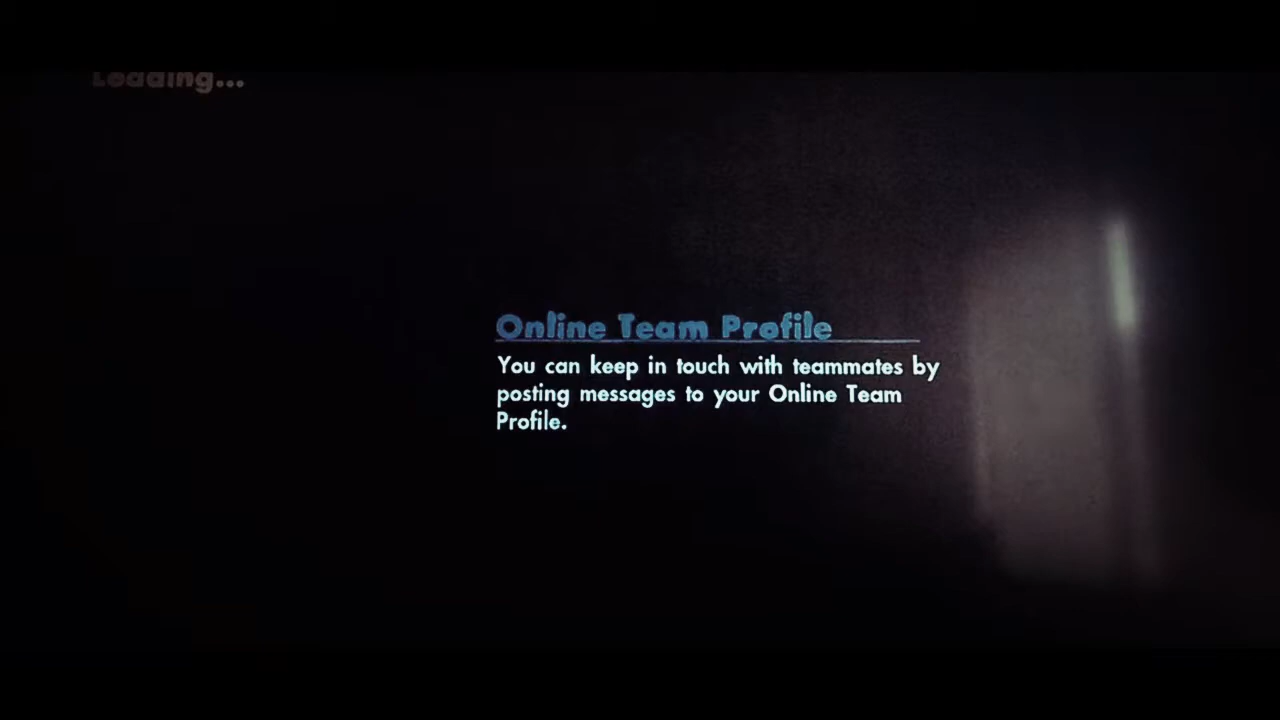 Loading...
Online Team Profile
You can keep in touch with teammates by
posting messages to your Online Team
Profile.